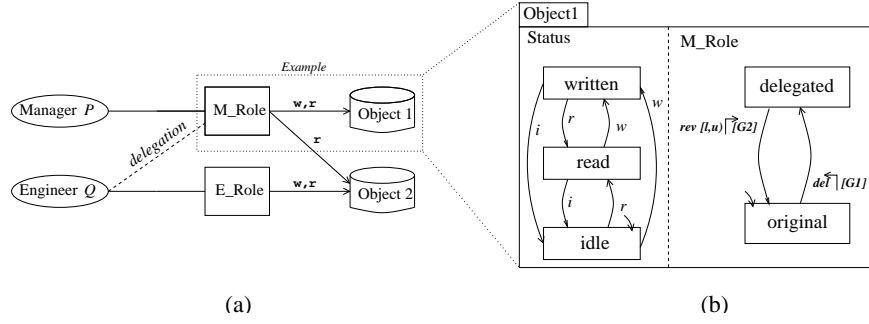 Example
Manager P
M_Role
w,r
Object 1
delegation
r
Engineer Q
E_Role
w,r
Object 2
(a)
Object1
Status
M_Role
written
delegated
i
r
w
w
rev [l,u) [G2]
read
del [G1]
i
r
idle
original
(b)